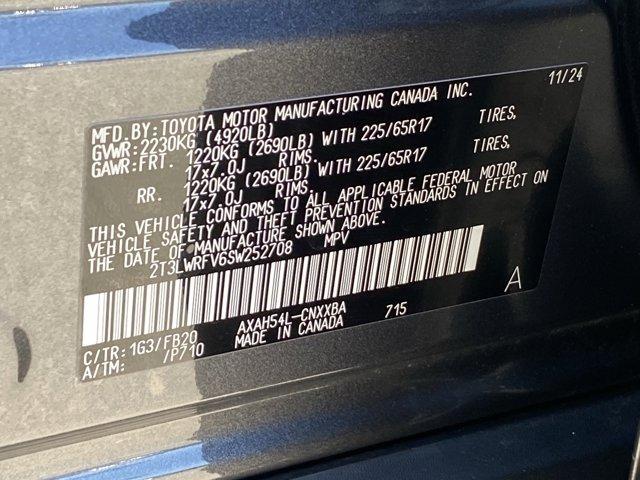 MFD. BY: TOYOTA MOTOR MANUFACTURING CANADA INC. 11/24
GVWR: 2230KG (4920LB)
GAWR: FRT. 1220KG (2690LB) WITH 225/65R17 TIRES,
17x7.0J RIMS.
RR. 1220KG (2690LB) WITH 225/65R17 TIRES,
17x7.0J RIMS.
THIS VEHICLE CONFORMS TO ALL APPLICABLE FEDERAL MOTOR
VEHICLE SAFETY AND THEFT PREVENTION STANDARDS IN EFFECT ON
THE DATE OF MANUFACTURE SHOWN ABOVE.
2T3LWRFV6SW252708 MPV
A
C/TR: 1G3/FB20 AXAH54L-CNXXBA 715
A/TM: /P710 MADE IN CANADA